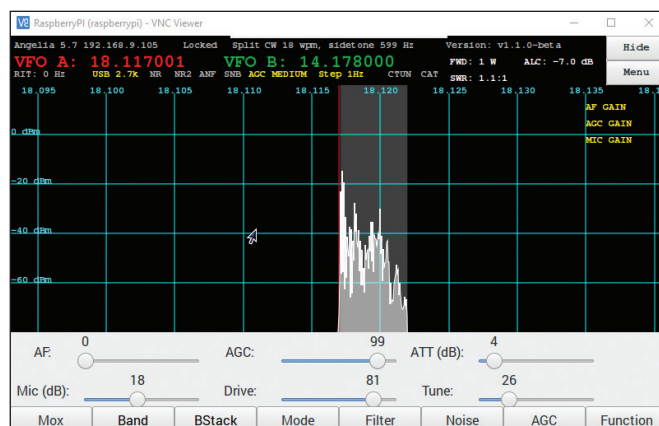 RaspberryPI (raspberrypi) - VNC Viewer
Angelia 5.7 192.168.9.105 Locked Split CW 18 wpm, sidetone 599 Hz Version: v1.1.0-beta Hide
VFO A: 18.117001 VFO B: 14.178000 FWD: 1 W ALC: -7.0 dB
RIT: 0 Hz USB 2.7k NR NR2 ANF SNB AGC MEDIUM Step 1Hz CTUN CAT SWR: 1.1:1 Menu
18.095 18.100 18.105 18.110 18.115 18.120 18.125 18.130 18.135
AF GAIN
AGC GAIN
0 dBm
MIC GAIN
-20 dBm
-40 dBm
-60 dBm
0 99 4
AF: AGC: ATT (dB):
18 81 26
Mic (dB): Drive: Tune:
Mox Band BStack Mode Filter Noise AGC Function